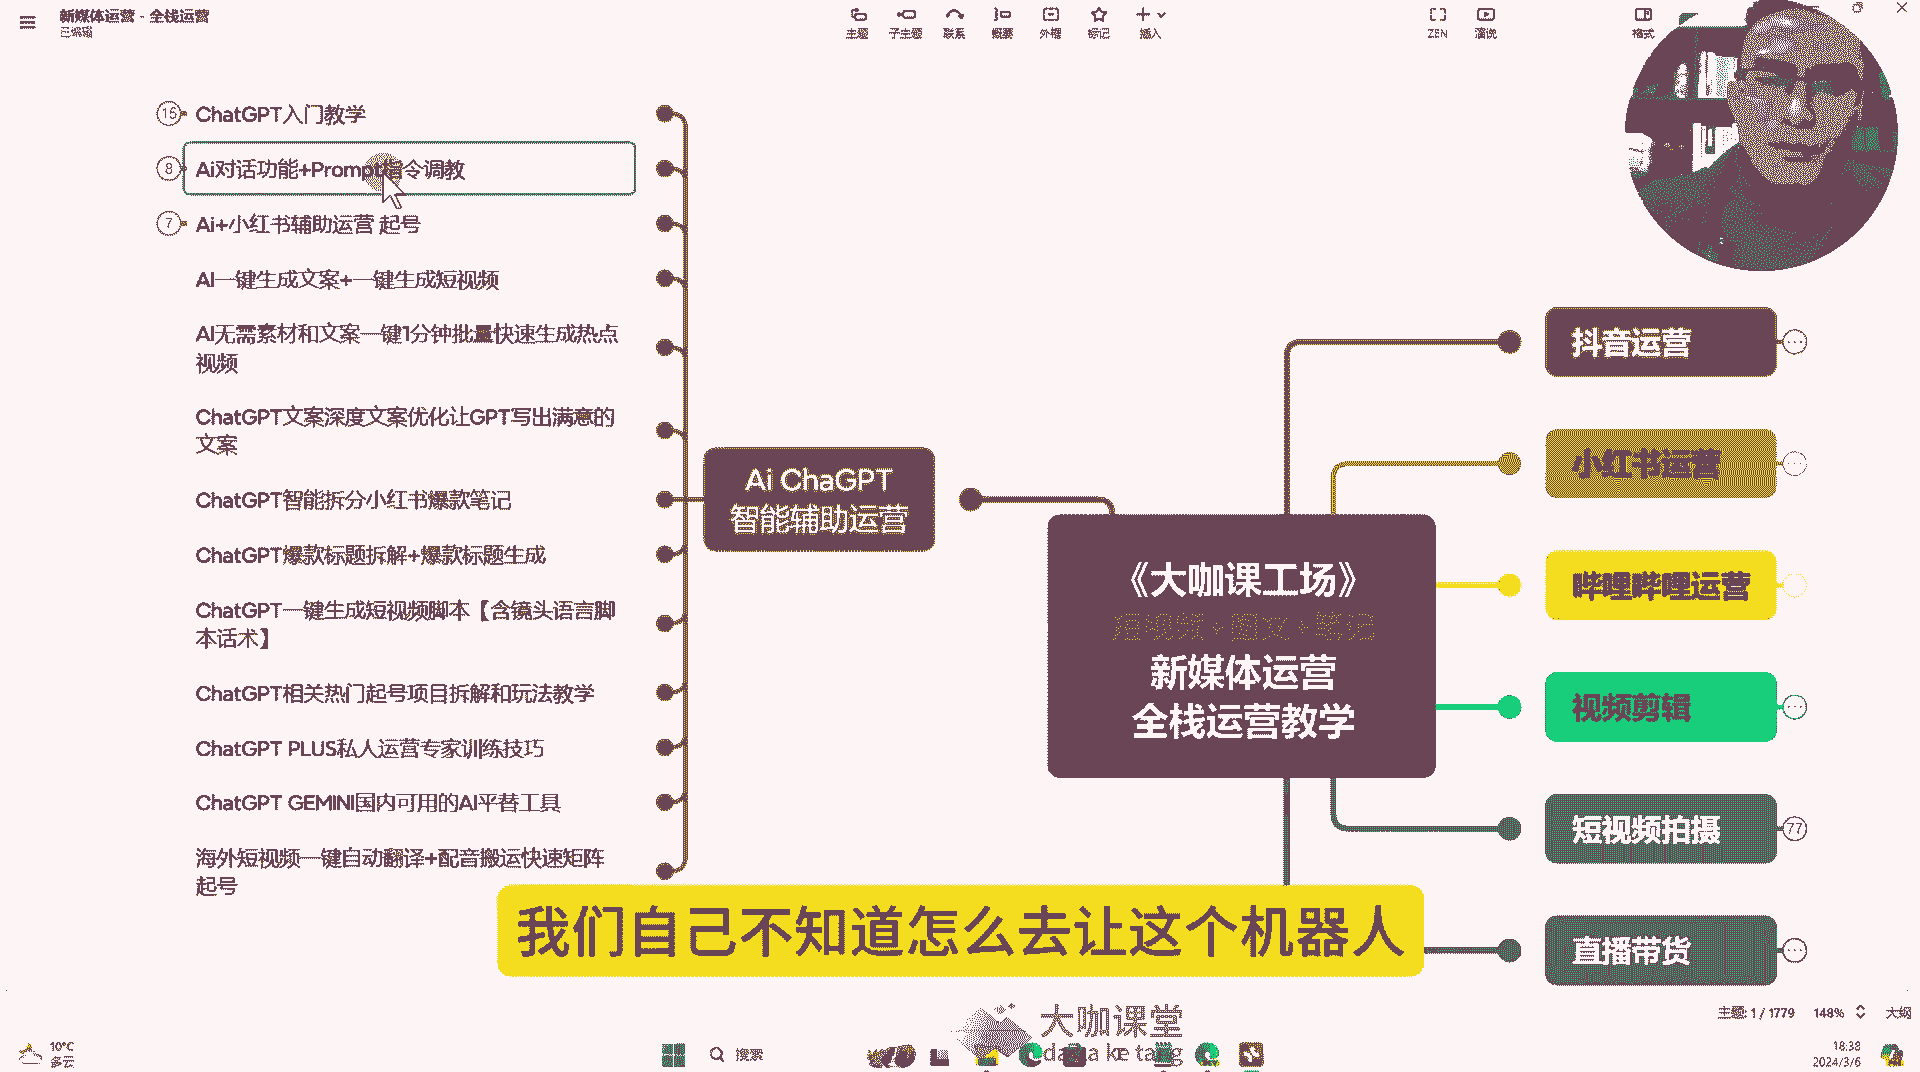 新媒体运营 - 全栈运营
已编辑
主题
子主题
联系
概要
外框
标记
插入
ZEN
演说
格式
15 ChatGPT入门教学
8 Ai对话功能+Prompt指令调教
7 Ai+小红书辅助运营 起号
AI一键生成文案+一键生成短视频
AI无需素材和文案一键1分钟批量快速生成热点
视频
ChatGPT文案深度文案优化让GPT写出满意的
文案
ChatGPT智能拆分小红书爆款笔记
ChatGPT爆款标题拆解+爆款标题生成
ChatGPT一键生成短视频脚本【含镜头语言脚
本话术】
ChatGPT相关热门起号项目拆解和玩法教学
ChatGPT PLUS私人运营专家训练技巧
ChatGPT GEMINI国内可用的AI平替工具
海外短视频一键自动翻译+配音搬运快速矩阵
起号
Ai ChaGPT
智能辅助运营
《大咖课工场》
短视频+图文+笔记
新媒体运营
全栈运营教学
抖音运营
小红书运营
哔哩哔哩运营
视频剪辑
短视频拍摄 77
直播带货
我们自己不知道怎么去让这个机器人
大咖课堂
da ka ke tang
主题: 1 / 1779
148%
大纲
10°C
多云
搜索
18:38
2024/3/6